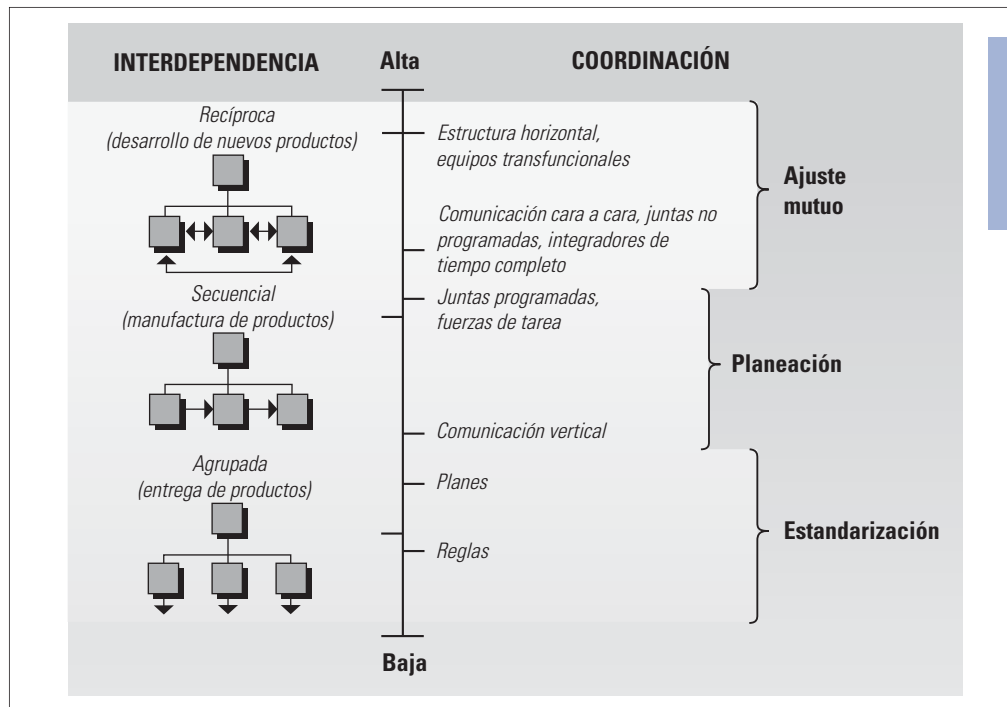 INTERDEPENDENCIA
Alta
COORDINACIÓN
Recíproca
(desarrollo de nuevos productos)
Estructura horizontal,
equipos transfuncionales
Ajuste
mutuo
Comunicación cara a cara, juntas no
programadas, integradores de
tiempo completo
Secuencial
(manufactura de productos)
Juntas programadas,
fuerzas de tarea
Planeación
Comunicación vertical
Agrupada
(entrega de productos)
Planes
Estandarización
Reglas
Baja